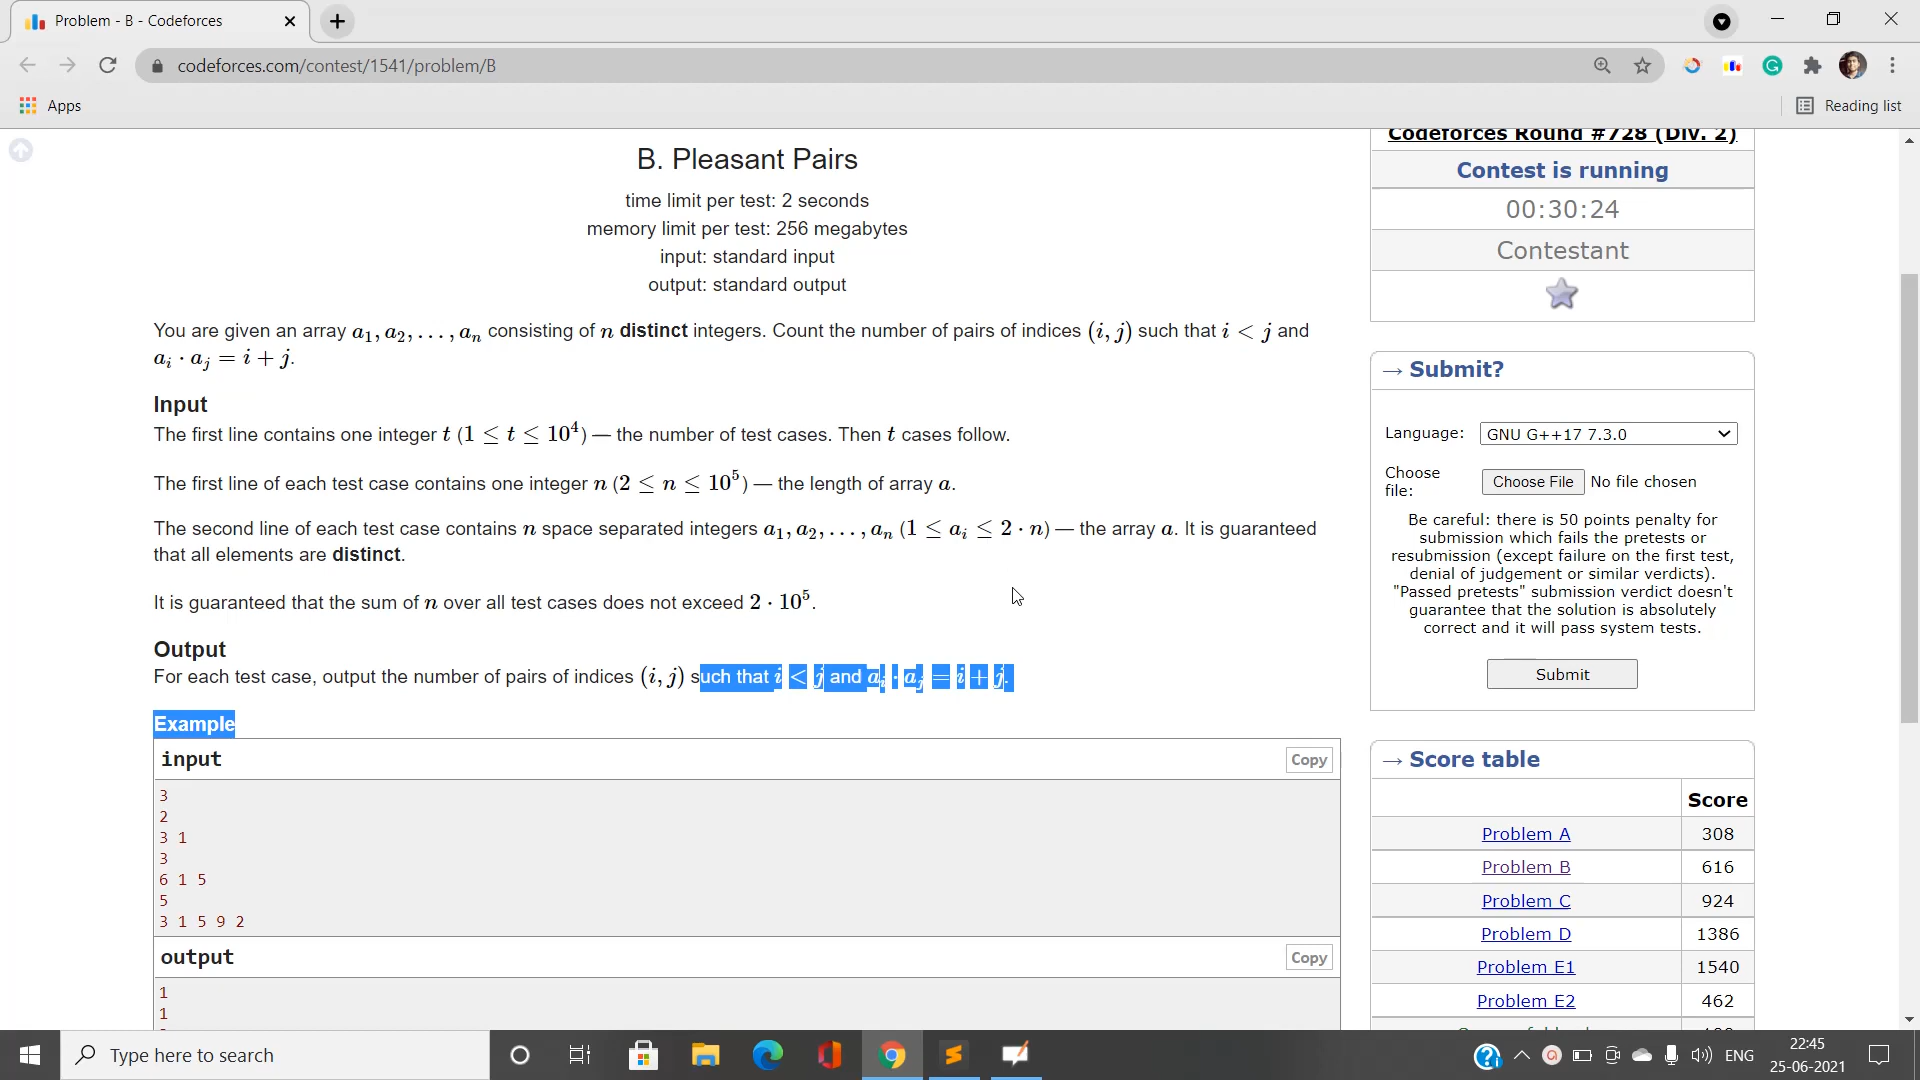 Problem - B - Codeforces
codeforces.com/contest/1541/problem/B
Apps
Reading list
B. Pleasant Pairs
time limit per test: 2 seconds
memory limit per test: 256 megabytes
input: standard input
output: standard output
You are given an array a₁, a₂, . . . , aₙ consisting of n distinct integers. Count the number of pairs of indices (i, j) such that i < j and
aᵢ · aⱼ = i + j.
Input
The first line contains one integer t (1 ≤ t ≤ 10⁴) — the number of test cases. Then t cases follow.
The first line of each test case contains one integer n (2 ≤ n ≤ 10⁵) — the length of array a.
The second line of each test case contains n space separated integers a₁, a₂, . . . , aₙ (1 ≤ aᵢ ≤ 2 · n) — the array a. It is guaranteed
that all elements are distinct.
It is guaranteed that the sum of n over all test cases does not exceed 2 · 10⁵.
Output
For each test case, output the number of pairs of indices (i, j) such that i < j and aᵢ · aⱼ = i + j.
Example
input
Copy
3
2
3 1
3
6 1 5
5
3 1 5 9 2
output
Copy
1
1
Codeforces Round #728 (Div. 2)
Contest is running
00:30:24
Contestant
→ Submit?
Language: GNU G++17 7.3.0
Choose file: Choose File No file chosen
Be careful: there is 50 points penalty for
submission which fails the pretests or
resubmission (except failure on the first test,
denial of judgement or similar verdicts).
"Passed pretests" submission verdict doesn't
guarantee that the solution is absolutely
correct and it will pass system tests.
Submit
→ Score table
Score
Problem A 308
Problem B 616
Problem C 924
Problem D 1386
Problem E1 1540
Problem E2 462
Type here to search
ENG
22:45
25-06-2021